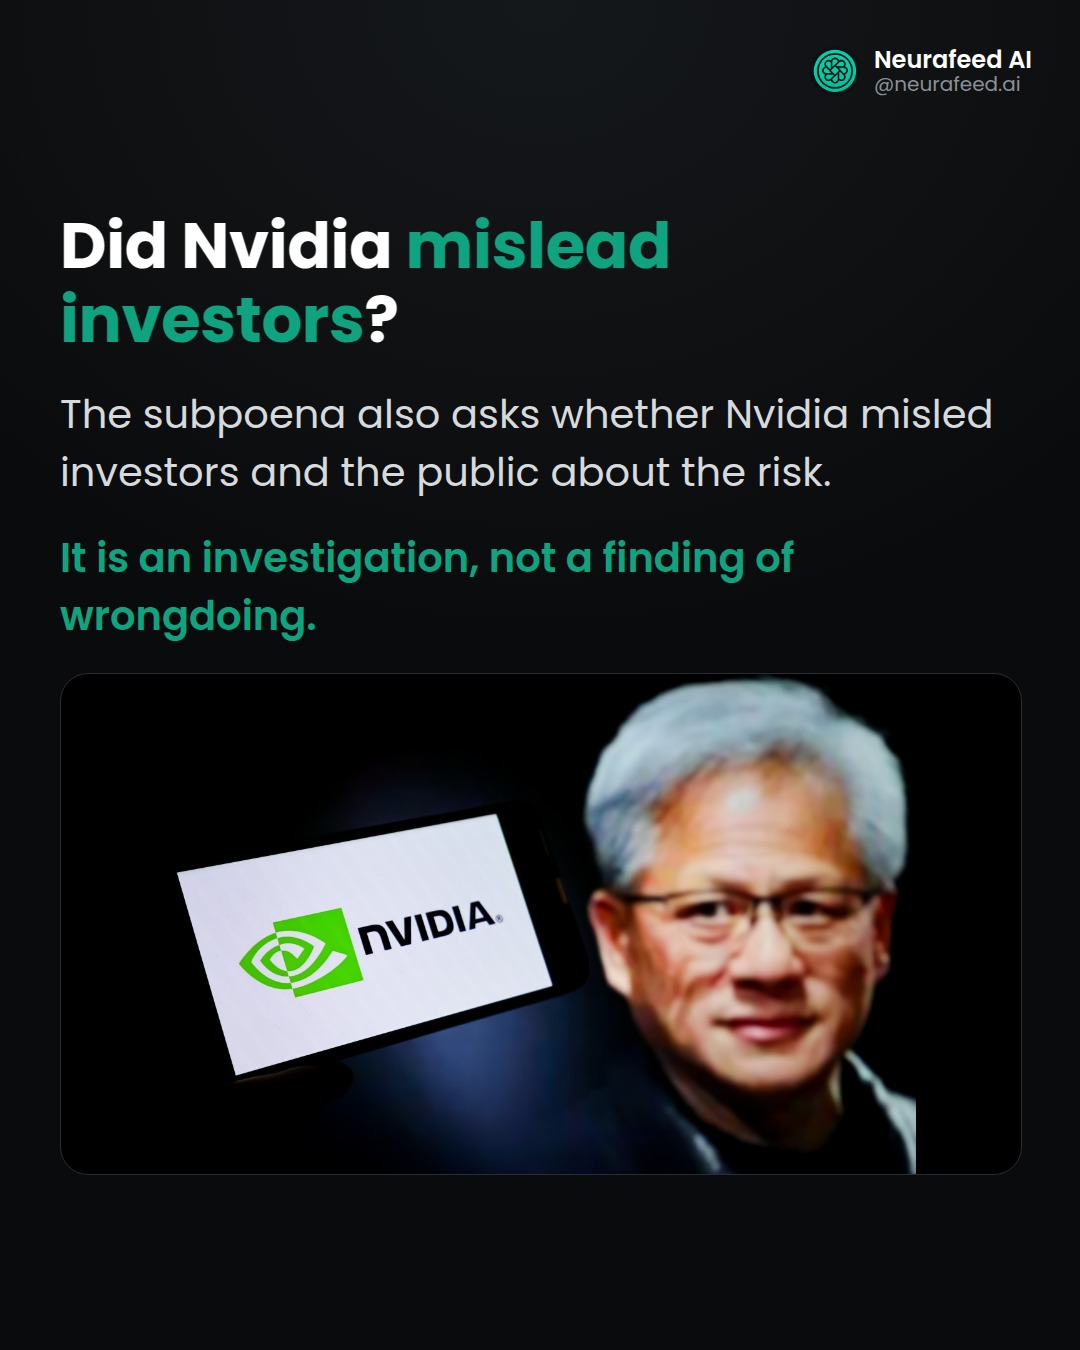 Neurafeed AI
@neurafeed.ai
Did Nvidia mislead
investors?
The subpoena also asks whether Nvidia misled
investors and the public about the risk.
It is an investigation, not a finding of
wrongdoing.
NVIDIA®